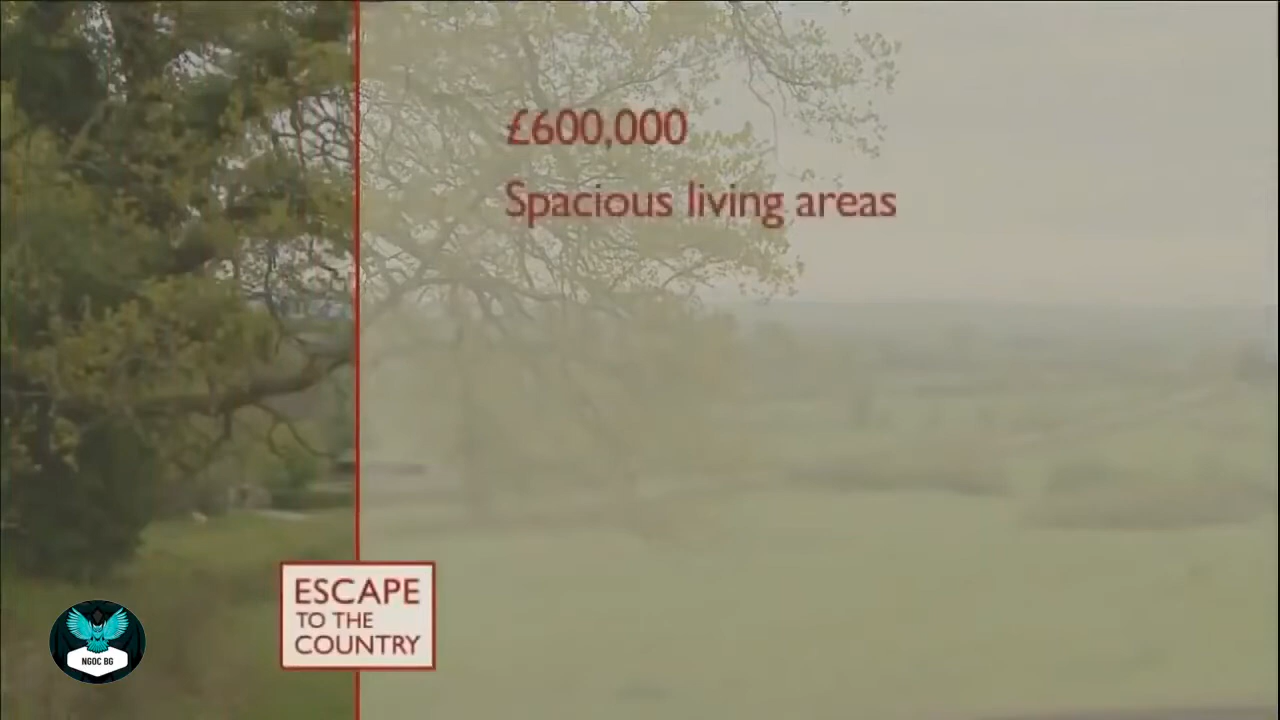 £600,000
Spacious living areas
ESCAPE
TO THE
COUNTRY
NGOC BG